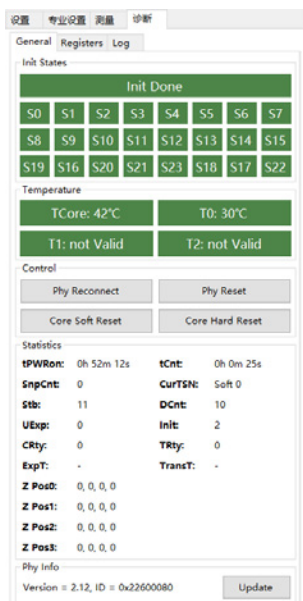 设置 专业设置 测量 诊断
General Registers Log
Init States
Init Done
S0 S1 S2 S3 S4 S5 S6 S7
S8 S9 S10 S11 S12 S13 S14 S15
S19 S16 S20 S21 S23 S18 S17 S22
Temperature
TCore: 42°C T0: 30°C
T1: not Valid T2: not Valid
Control
Phy Reconnect Phy Reset
Core Soft Reset Core Hard Reset
Statistics
tPWRon: 0h 52m 12s tCnt: 0h 0m 25s
SnpCnt: 0 CurTSN: Soft 0
Stb: 11 DCnt: 10
UExp: 0 Init: 2
CRty: 0 TRty: 0
ExpT: - TransT: -
Z Pos0: 0, 0, 0, 0
Z Pos1: 0, 0, 0, 0
Z Pos2: 0, 0, 0, 0
Z Pos3: 0, 0, 0, 0
Phy Info
Version = 2.12, ID = 0x22600080 Update